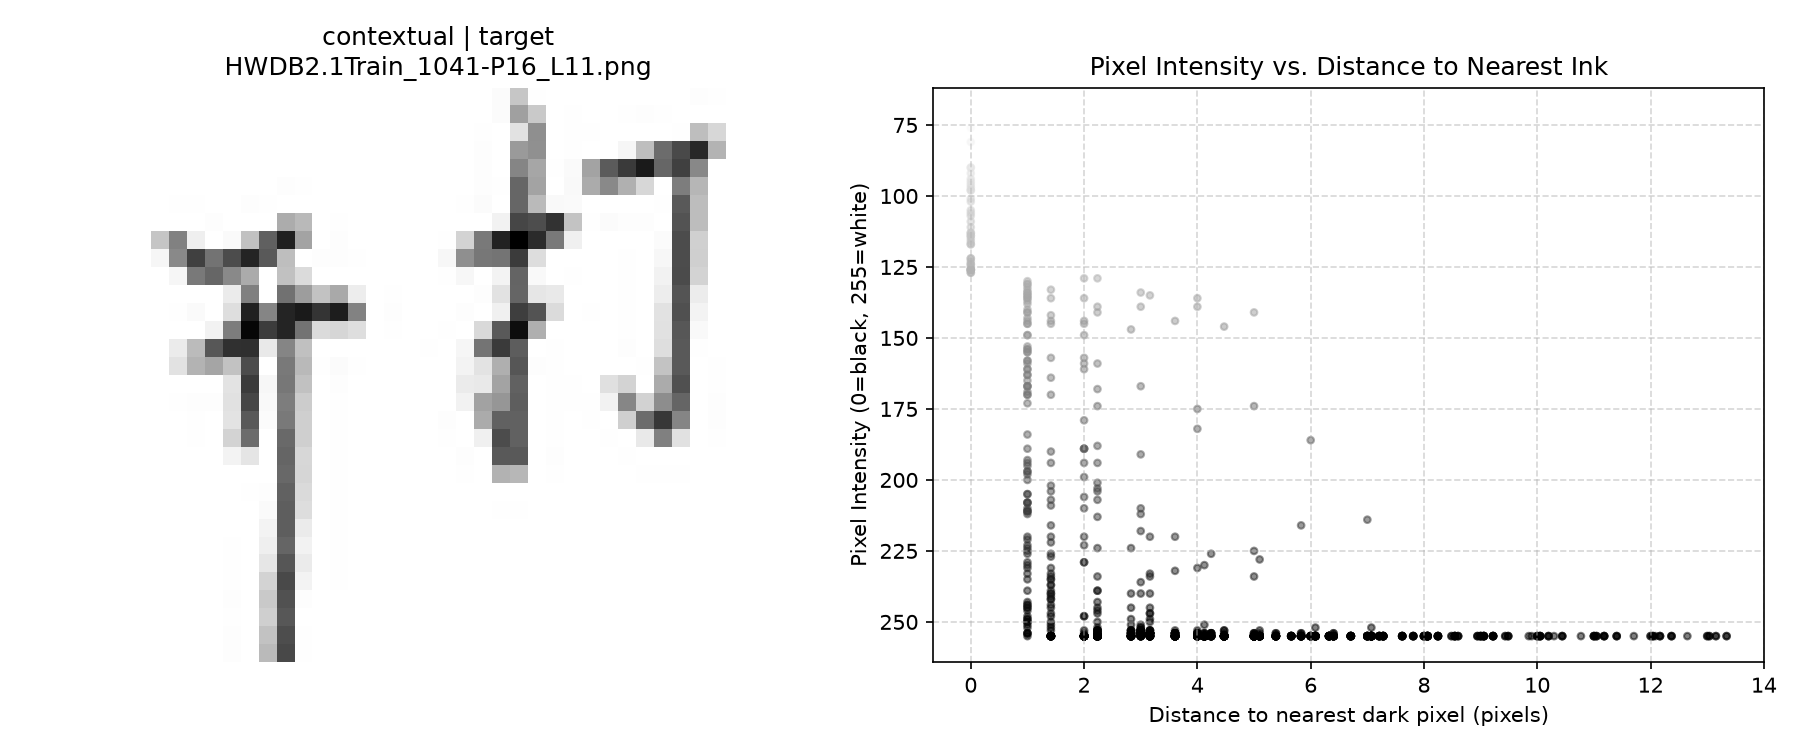 contextual | target
HWDB2.1Train_1041-P16_L11.png
Pixel Intensity vs. Distance to Nearest Ink
Pixel Intensity (0=black, 255=white)
75
100
125
150
175
200
225
250
0 2 4 6 8 10 12 14
Distance to nearest dark pixel (pixels)